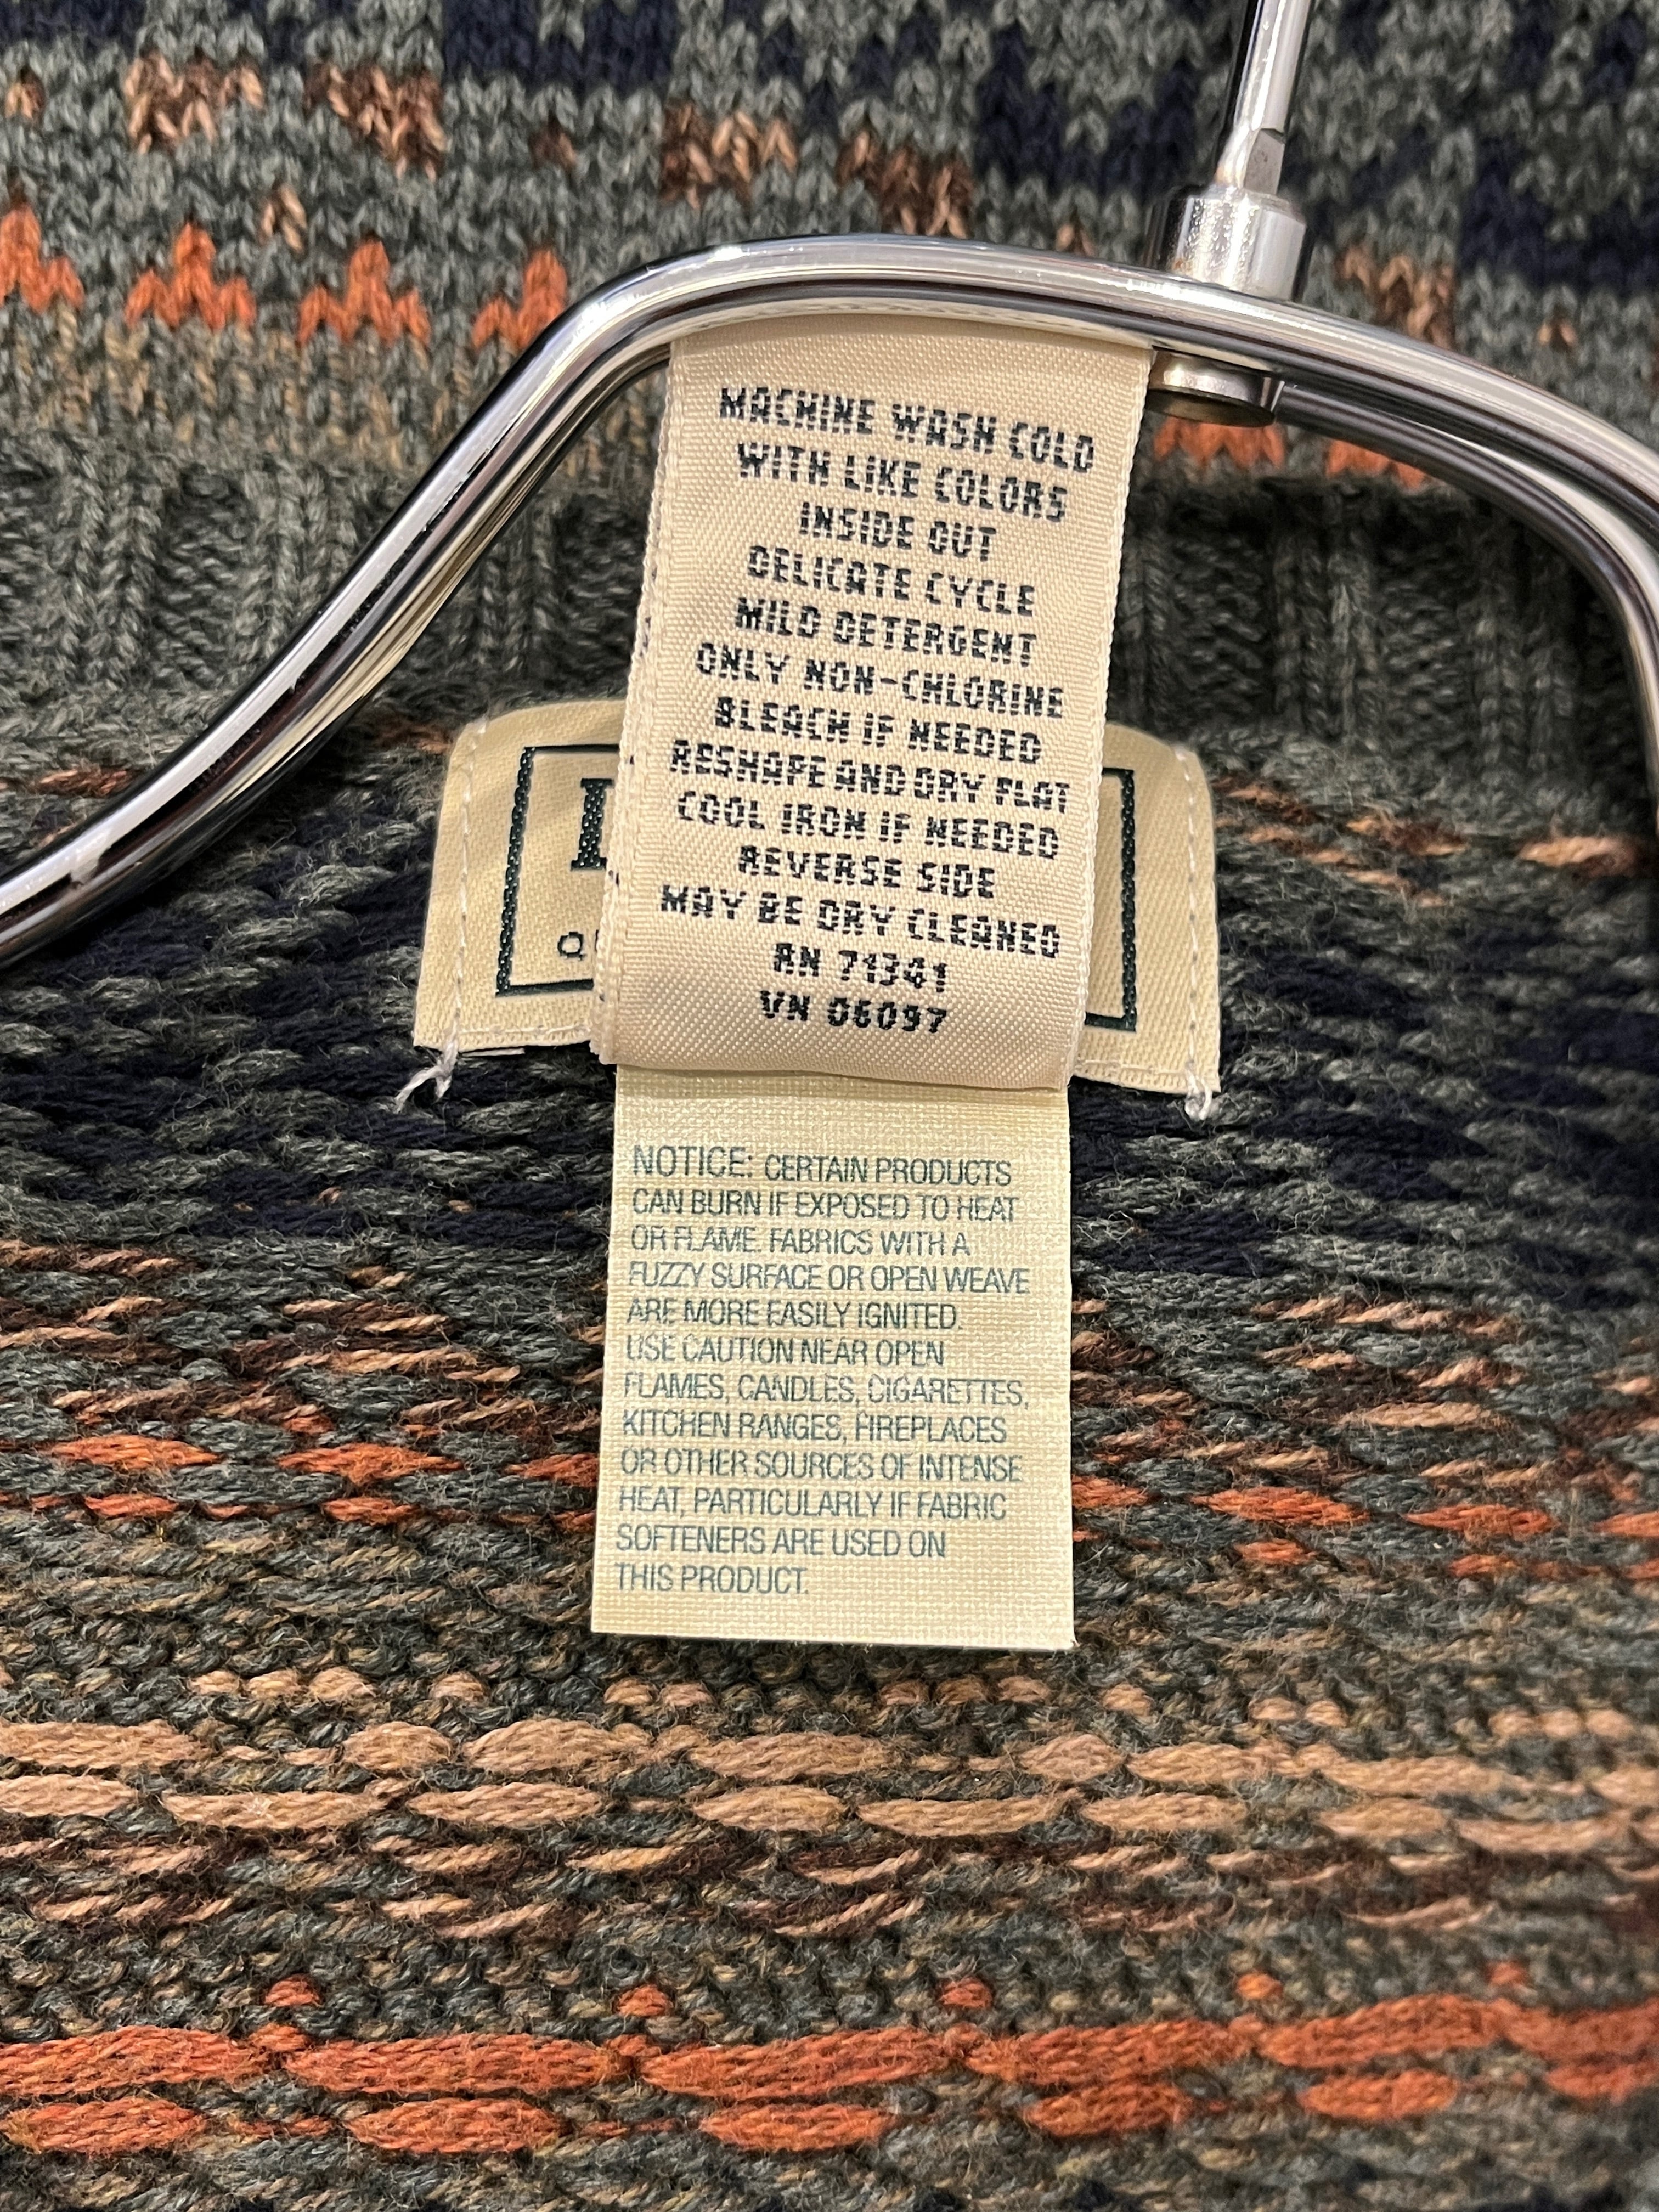 MACHINE WASH COLD
WITH LIKE COLORS
INSIDE OUT
DELICATE CYCLE
MILD DETERGENT
ONLY NON-CHLORINE
BLEACH IF NEEDED
RESHAPE AND DRY FLAT
COOL IRON IF NEEDED
REVERSE SIDE
MAY BE DRY CLEANED
RN 71341
VN 06097
NOTICE: CERTAIN PRODUCTS
CAN BURN IF EXPOSED TO HEAT
OR FLAME. FABRICS WITH A
FUZZY SURFACE OR OPEN WEAVE
ARE MORE EASILY IGNITED.
USE CAUTION NEAR OPEN
FLAMES, CANDLES, CIGARETTES,
KITCHEN RANGES, FIREPLACES
OR OTHER SOURCES OF INTENSE
HEAT, PARTICULARLY IF FABRIC
SOFTENERS ARE USED ON
THIS PRODUCT.